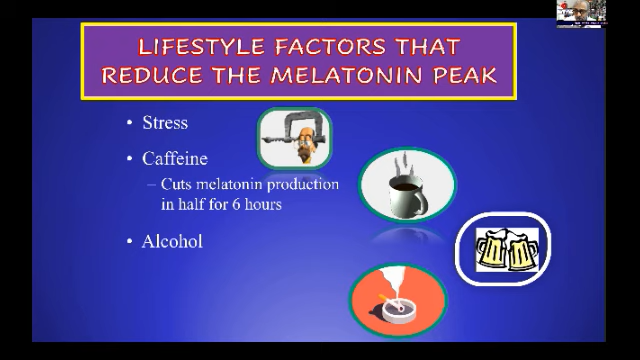 LIFESTYLE FACTORS THAT
REDUCE THE MELATONIN PEAK
• Stress
• Caffeine
– Cuts melatonin production
in half for 6 hours
• Alcohol